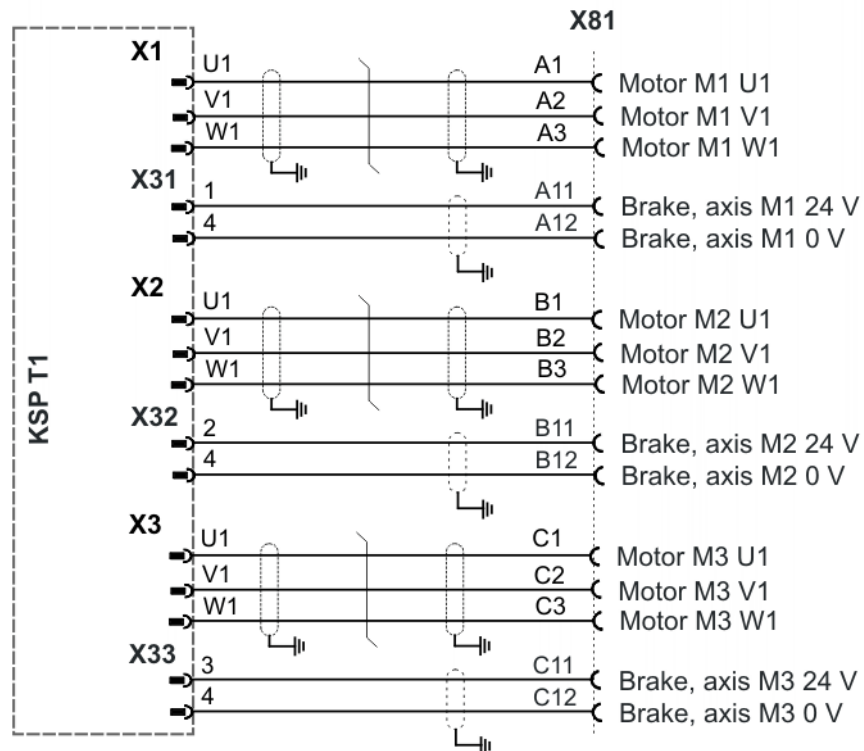 X81
X1
U1 A1 Motor M1 U1
V1 A2 Motor M1 V1
W1 A3 Motor M1 W1
X31
1 A11 Brake, axis M1 24 V
4 A12 Brake, axis M1 0 V
X2
U1 B1 Motor M2 U1
V1 B2 Motor M2 V1
W1 B3 Motor M2 W1
KSP T1
X32
2 B11 Brake, axis M2 24 V
4 B12 Brake, axis M2 0 V
X3
U1 C1 Motor M3 U1
V1 C2 Motor M3 V1
W1 C3 Motor M3 W1
X33
3 C11 Brake, axis M3 24 V
4 C12 Brake, axis M3 0 V